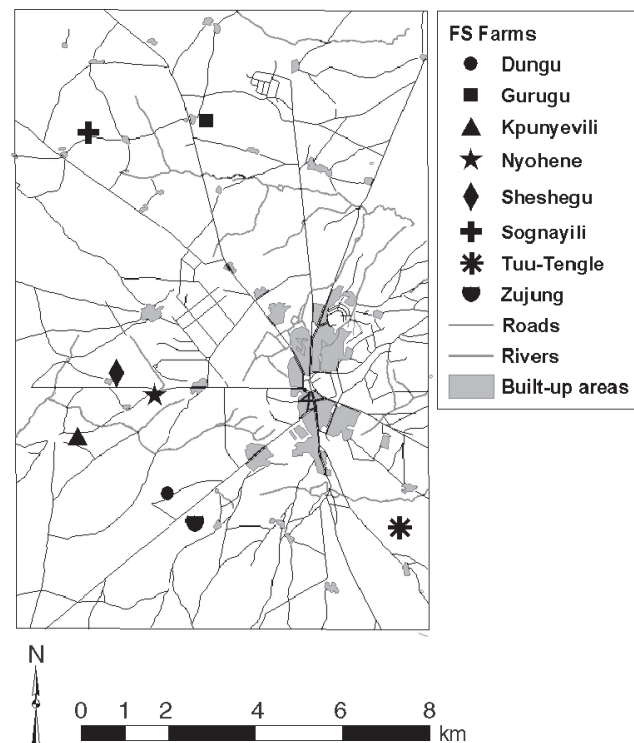 FS Farms
Dungu
Gurugu
Kpunyevili
Nyohene
Sheshegu
Sognayili
Tuu-Tengle
Zujung
Roads
Rivers
Built-up areas
N
0 1 2 4 6 8
km